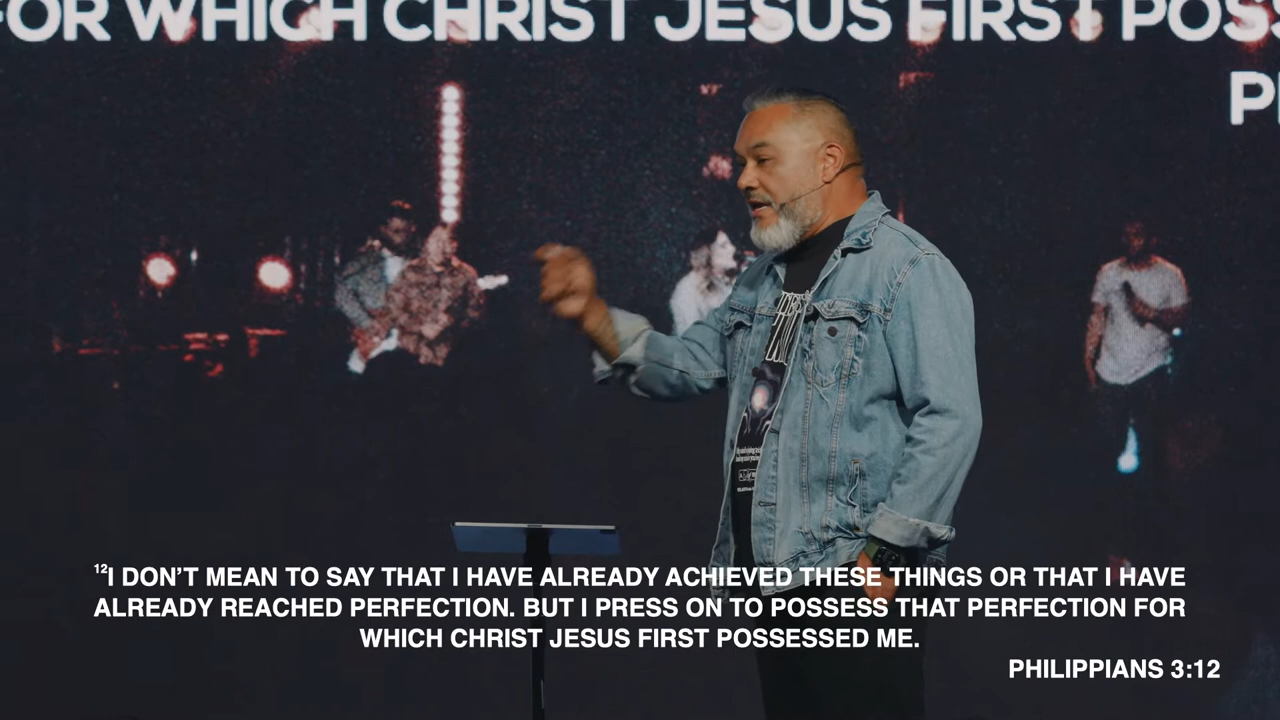 FOR WHICH CHRIST JESUS FIRST POSS
P
¹²I DON'T MEAN TO SAY THAT I HAVE ALREADY ACHIEVED THESE THINGS OR THAT I HAVE
ALREADY REACHED PERFECTION. BUT I PRESS ON TO POSSESS THAT PERFECTION FOR
WHICH CHRIST JESUS FIRST POSSESSED ME.
PHILIPPIANS 3:12